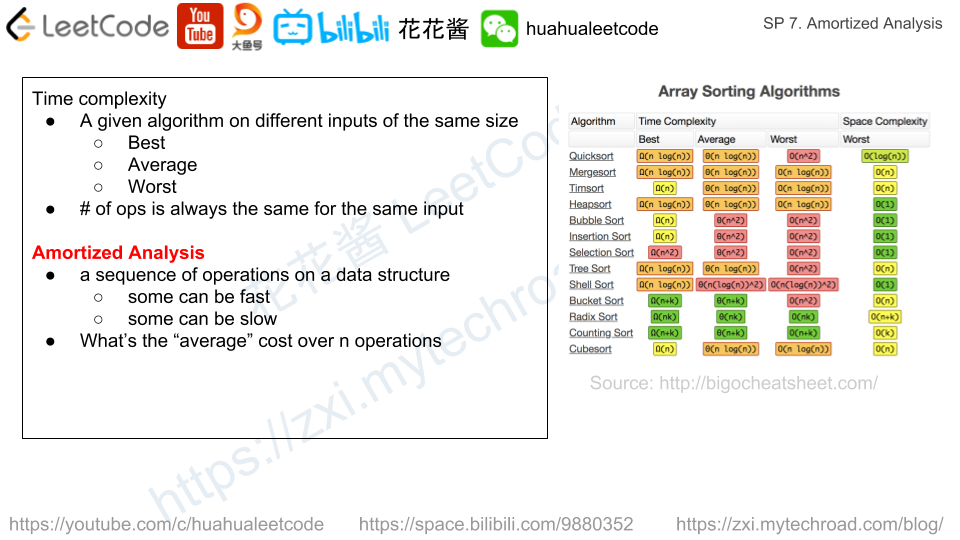 LeetCode You Tube 大鱼号 bilibili 花花酱 huahualeetcode SP 7. Amortized Analysis
Time complexity
● A given algorithm on different inputs of the same size
○ Best
○ Average
○ Worst
● # of ops is always the same for the same input
Amortized Analysis
● a sequence of operations on a data structure
○ some can be fast
○ some can be slow
● What's the “average” cost over n operations
Array Sorting Algorithms
Algorithm Time Complexity Space Complexity
Best Average Worst Worst
Quicksort Ω(n log(n)) Θ(n log(n)) O(n^2) O(log(n))
Mergesort Ω(n log(n)) Θ(n log(n)) O(n log(n)) O(n)
Timsort Ω(n) Θ(n log(n)) O(n log(n)) O(n)
Heapsort Ω(n log(n)) Θ(n log(n)) O(n log(n)) O(1)
Bubble Sort Ω(n) Θ(n^2) O(n^2) O(1)
Insertion Sort Ω(n) Θ(n^2) O(n^2) O(1)
Selection Sort Ω(n^2) Θ(n^2) O(n^2) O(1)
Tree Sort Ω(n log(n)) Θ(n log(n)) O(n^2) O(n)
Shell Sort Ω(n log(n)) Θ(n(log(n))^2) O(n(log(n))^2) O(1)
Bucket Sort Ω(n+k) Θ(n+k) O(n^2) O(n)
Radix Sort Ω(nk) Θ(nk) O(nk) O(n+k)
Counting Sort Ω(n+k) Θ(n+k) O(n+k) O(k)
Cubesort Ω(n) Θ(n log(n)) O(n log(n)) O(n)
Source: http://bigocheatsheet.com/
花花酱 LeetCod
https://zxi.mytechroad.
https://youtube.com/c/huahualeetcode https://space.bilibili.com/9880352 https://zxi.mytechroad.com/blog/